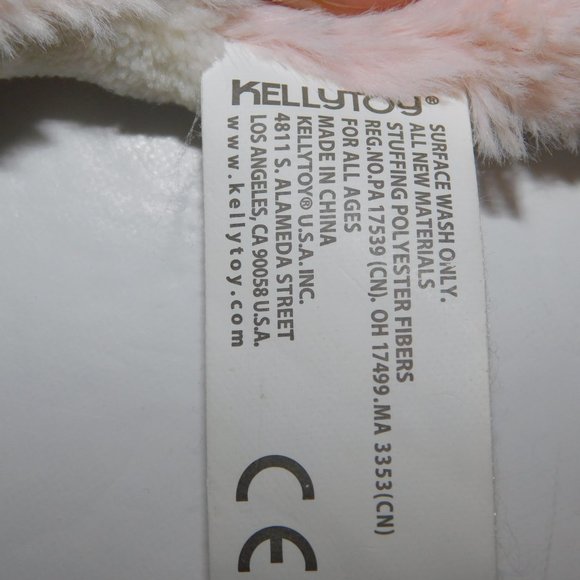 KELLYTOY®
SURFACE WASH ONLY.
ALL NEW MATERIALS
STUFFING POLYESTER FIBERS
REG.NO.PA 17539 (CN). OH 17499.MA 3353(CN)
FOR ALL AGES
MADE IN CHINA
KELLYTOY® U.S.A. INC.
4811 S. ALAMEDA STREET
LOS ANGELES, CA 90058 U.S.A.
www.kellytoy.com
CE